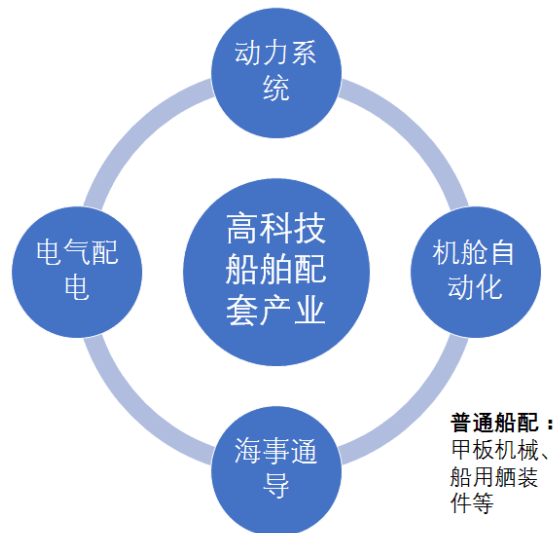 动力系
统
电气配
电
高科技
船舶配
套产业
机舱自
动化
海事通
导
普通船配：
甲板机械、
船用舾装
件等